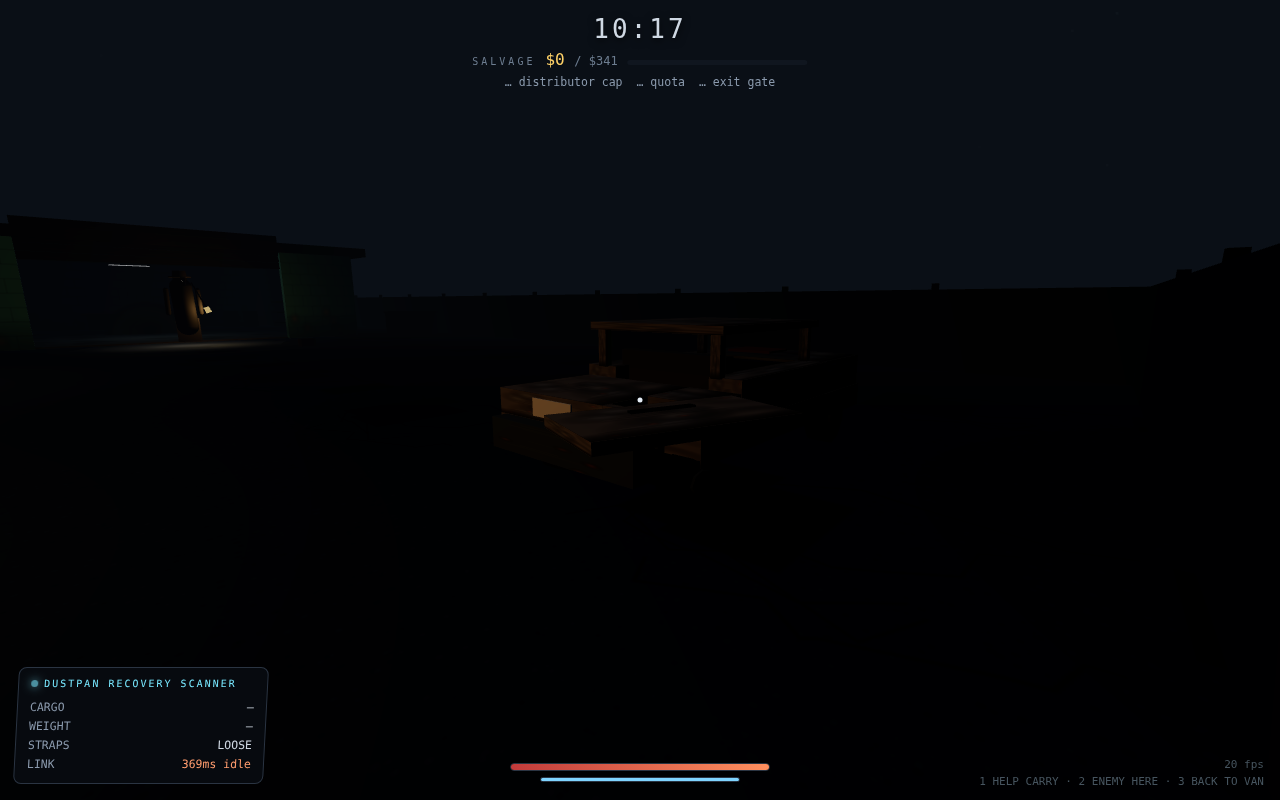 10:17
SALVAGE $0 / $341
… distributor cap … quota … exit gate
DUSTPAN RECOVERY SCANNER
CARGO —
WEIGHT —
STRAPS LOOSE
LINK 369ms idle
20 fps
1 HELP CARRY · 2 ENEMY HERE · 3 BACK TO VAN